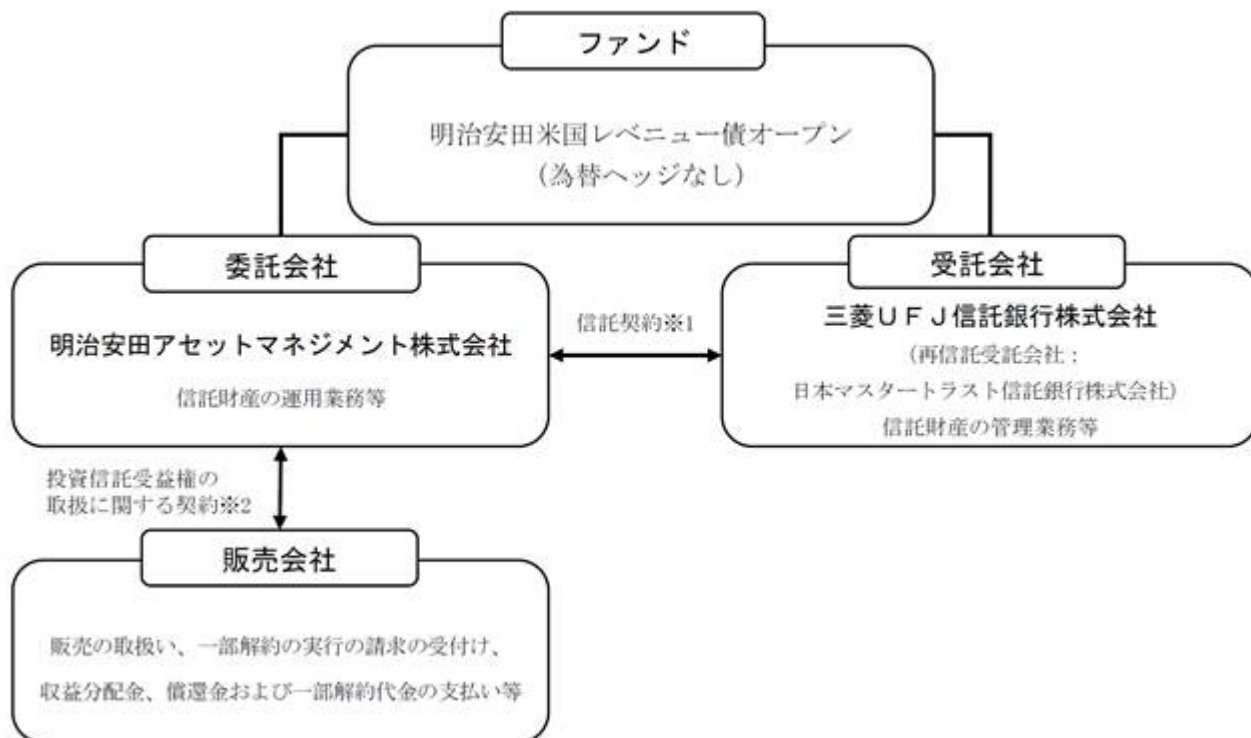 ファンド
明治安田米国レベニュー債オープン
（為替ヘッジなし）
委託会社
明治安田アセットマネジメント株式会社
信託財産の運用業務等
信託契約※1
受託会社
三菱ＵＦＪ信託銀行株式会社
（再信託受託会社：
日本マスタートラスト信託銀行株式会社）
信託財産の管理業務等
投資信託受益権の
取扱に関する契約※2
販売会社
販売の取扱い、一部解約の実行の請求の受付け、
収益分配金、償還金および一部解約代金の支払い等